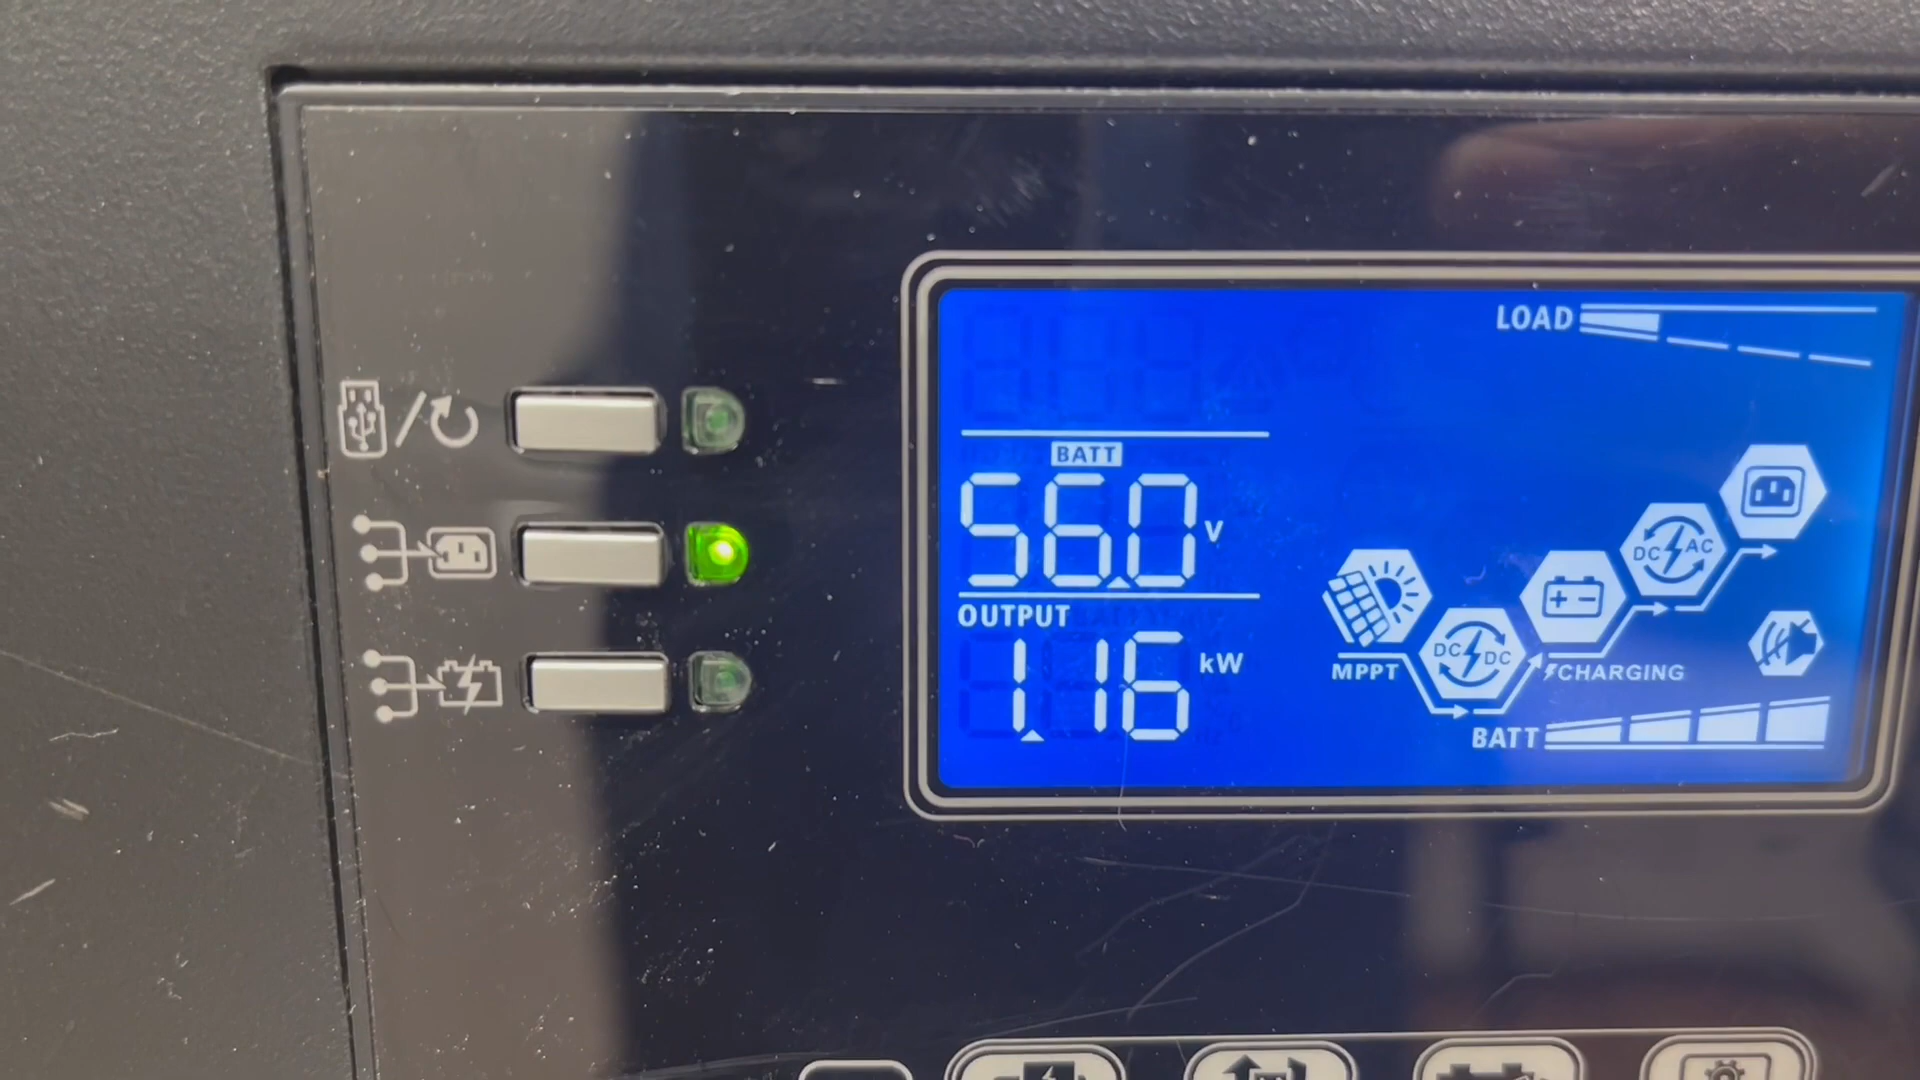 LOAD
BATT
56.0 V
OUTPUT
1.16 kW
DC AC
DC DC
MPPT
CHARGING
BATT